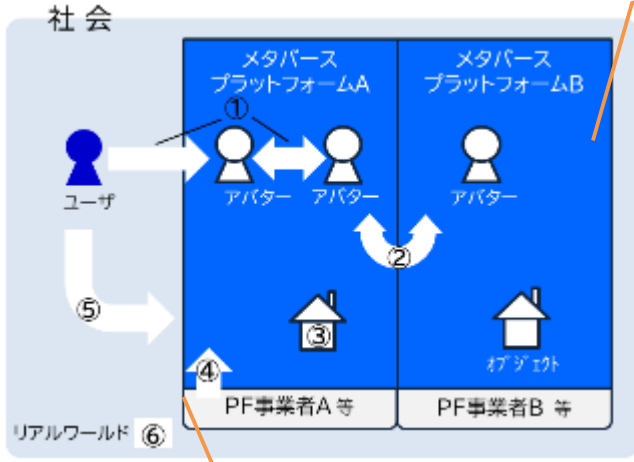 社会
メタバース
プラットフォームA
メタバース
プラットフォームB
①
ユーザ
アバター
アバター
アバター
②
⑤
③
オブジェクト
④
PF事業者A 等
PF事業者B 等
リアルワールド ⑥